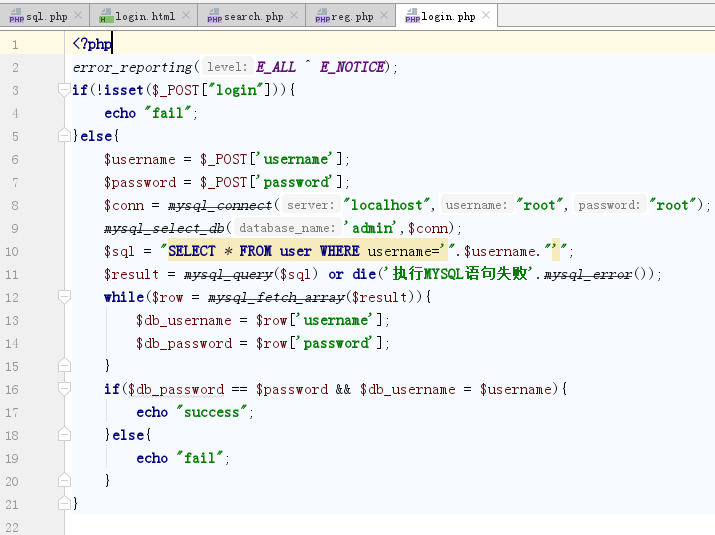 sql.php login.html search.php reg.php login.php
1 <?php
2 error_reporting( level: E_ALL ^ E_NOTICE);
3 if(!isset($_POST["login"])){
4     echo "fail";
5 }else{
6     $username = $_POST['username'];
7     $password = $_POST['password'];
8     $conn = mysql_connect( server: "localhost", username: "root", password: "root");
9     mysql_select_db( database_name: 'admin',$conn);
10     $sql = "SELECT * FROM user WHERE username='".$username."'";
11     $result = mysql_query($sql) or die('执行MYSQL语句失败'.mysql_error());
12     while($row = mysql_fetch_array($result)){
13         $db_username = $row['username'];
14         $db_password = $row['password'];
15     }
16     if($db_password == $password && $db_username = $username){
17         echo "success";
18     }else{
19         echo "fail";
20     }
21 }
22